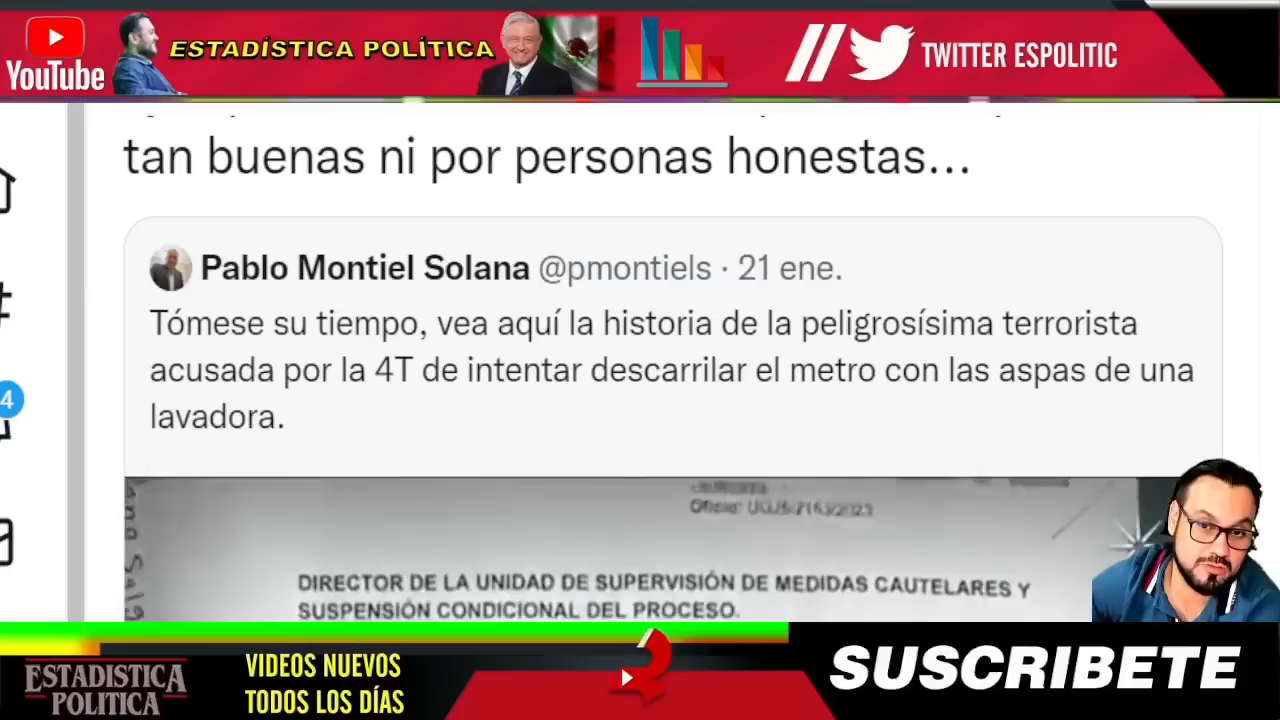 YouTube
ESTADÍSTICA POLÍTICA
TWITTER ESPOLITIC
tan buenas ni por personas honestas...
Pablo Montiel Solana @pmontiels · 21 ene.
Tómese su tiempo, vea aquí la historia de la peligrosísima terrorista
acusada por la 4T de intentar descarrilar el metro con las aspas de una
lavadora.
4
DIRECTOR DE LA UNIDAD DE SUPERVISIÓN DE MEDIDAS CAUTELARES Y
SUSPENSIÓN CONDICIONAL DEL PROCESO.
ESTADISTICA
POLÍTICA
VIDEOS NUEVOS
TODOS LOS DÍAS
SUSCRIBETE